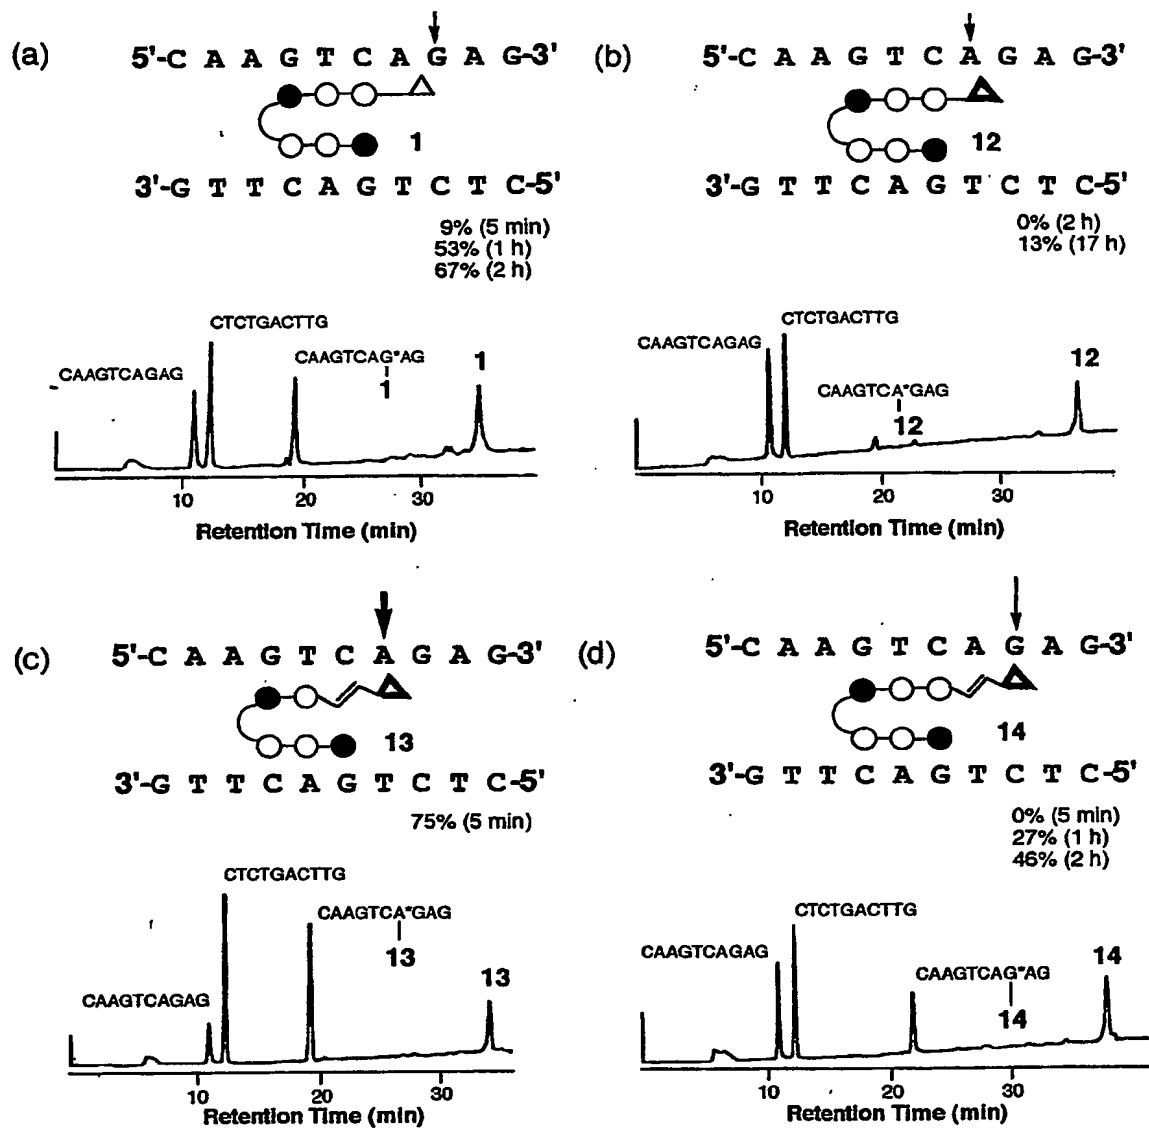 (a)
5'-C A A G T C A G A G-3'
1
3'-G T T C A G T C T C-5'
9% (5 min)
53% (1 h)
67% (2 h)
CTCTGACTTG
CAAGTCAGAG
CAAGTCAG*AG
1
1
10 20 30
Retention Time (min)
(b)
5'-C A A G T C A G A G-3'
12
3'-G T T C A G T C T C-5'
0% (2 h)
13% (17 h)
CTCTGACTTG
CAAGTCAGAG
CAAGTCA*GAG
12
12
10 20 30
Retention Time (min)
(c)
5'-C A A G T C A G A G-3'
13
3'-G T T C A G T C T C-5'
75% (5 min)
CTCTGACTTG
CAAGTCA*GAG
13
13
CAAGTCAGAG
10 20 30
Retention Time (min)
(d)
5'-C A A G T C A G A G-3'
14
3'-G T T C A G T C T C-5'
0% (5 min)
27% (1 h)
46% (2 h)
CTCTGACTTG
CAAGTCAGAG
CAAGTCAG*AG
14
14
10 20 30
Retention Time (min)